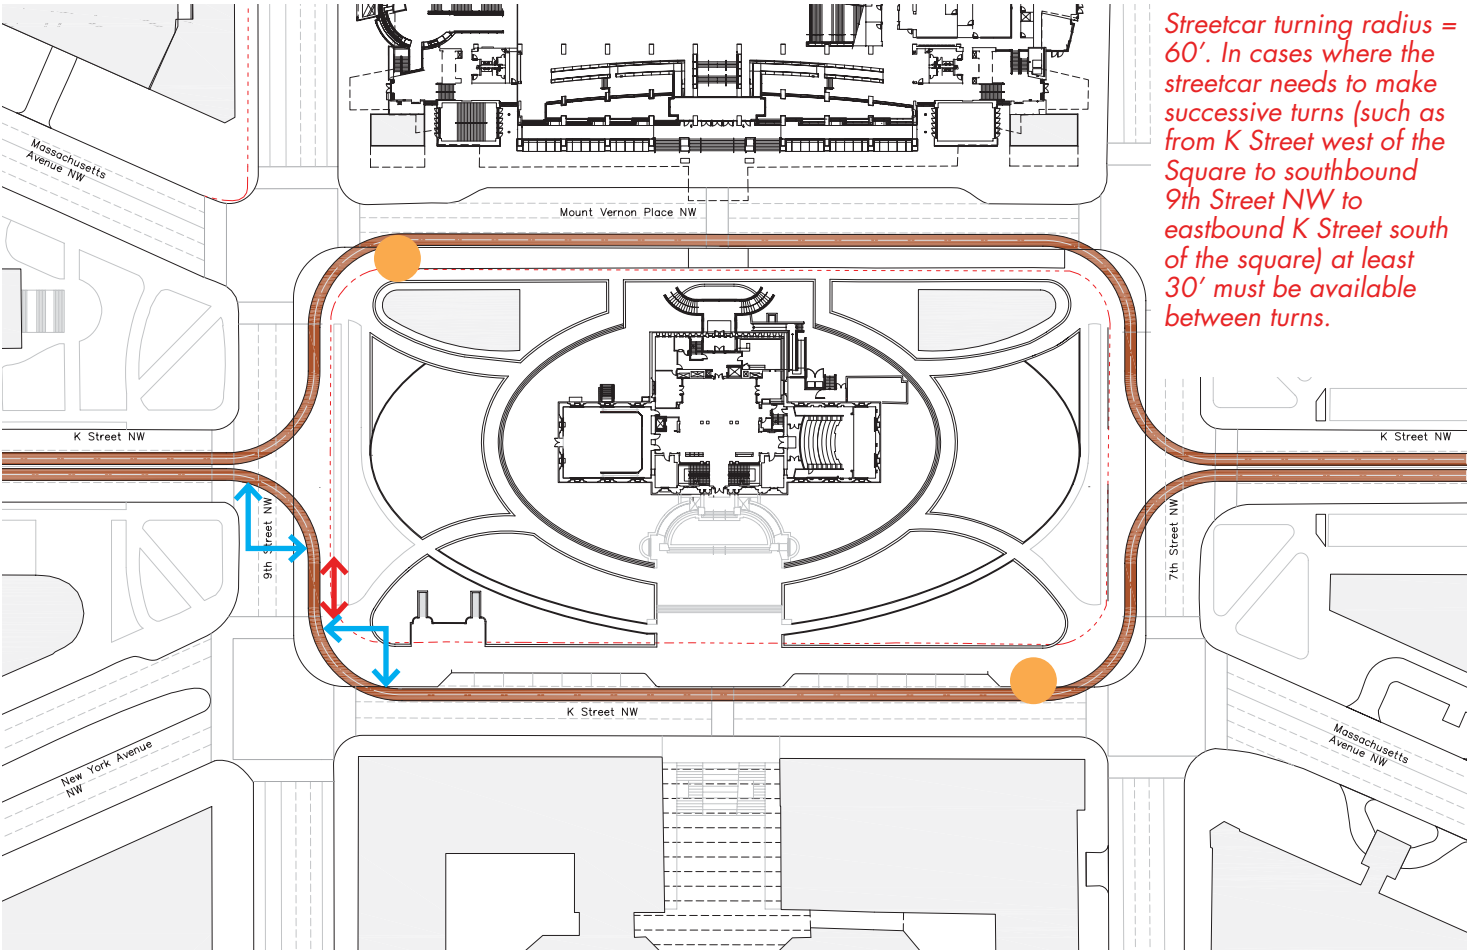 Streetcar turning radius =
60’. In cases where the
streetcar needs to make
successive turns (such as
from K Street west of the
Square to southbound
9th Street NW to
eastbound K Street south
of the square) at least
30’ must be available
between turns.
Massachusetts
Avenue NW
Mount Vernon Place NW
K Street NW
K Street NW
9th Street NW
7th Street NW
K Street NW
New York Avenue
NW
Massachusetts
Avenue NW